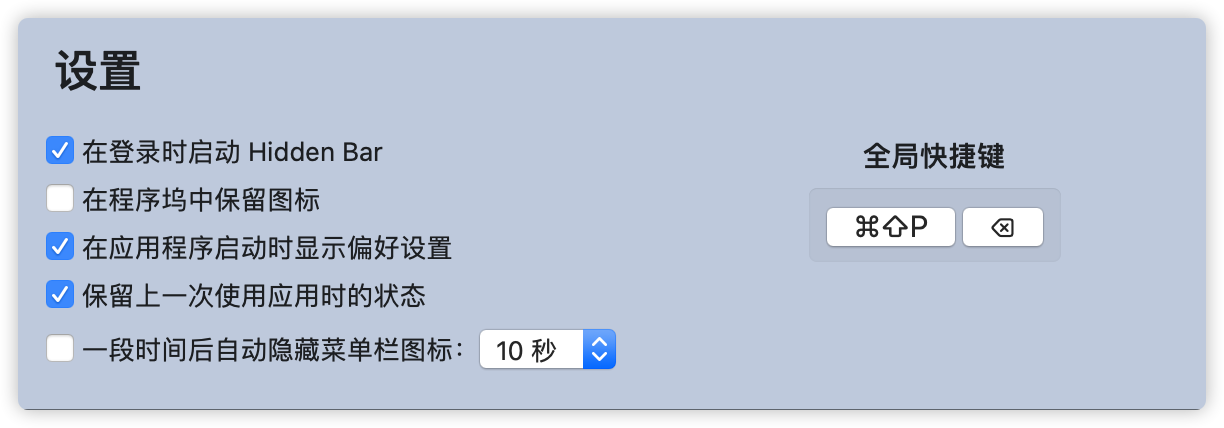 设置
在登录时启动 Hidden Bar
在程序坞中保留图标
在应用程序启动时显示偏好设置
保留上一次使用应用时的状态
一段时间后自动隐藏菜单栏图标：
10 秒
全局快捷键
⌘⇧P